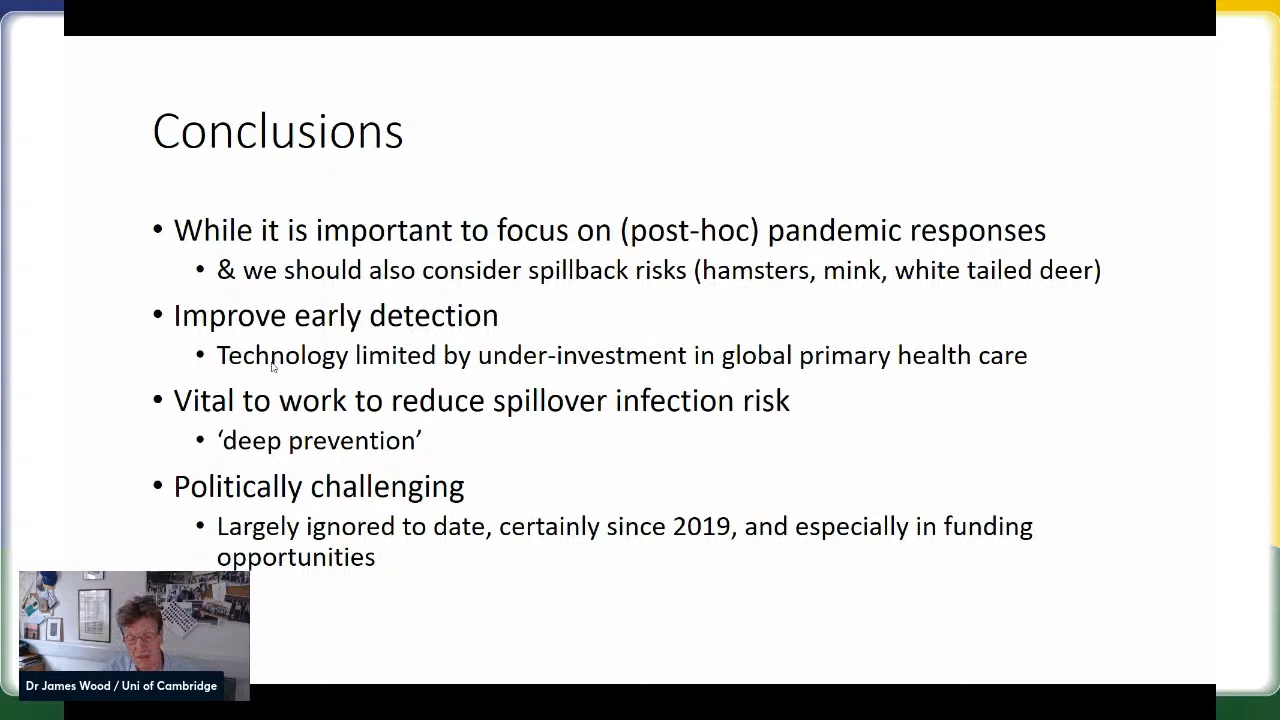 Conclusions
• While it is important to focus on (post-hoc) pandemic responses
• & we should also consider spillback risks (hamsters, mink, white tailed deer)
• Improve early detection
• Technology limited by under-investment in global primary health care
• Vital to work to reduce spillover infection risk
• ‘deep prevention’
• Politically challenging
• Largely ignored to date, certainly since 2019, and especially in funding
opportunities
Dr James Wood / Uni of Cambridge